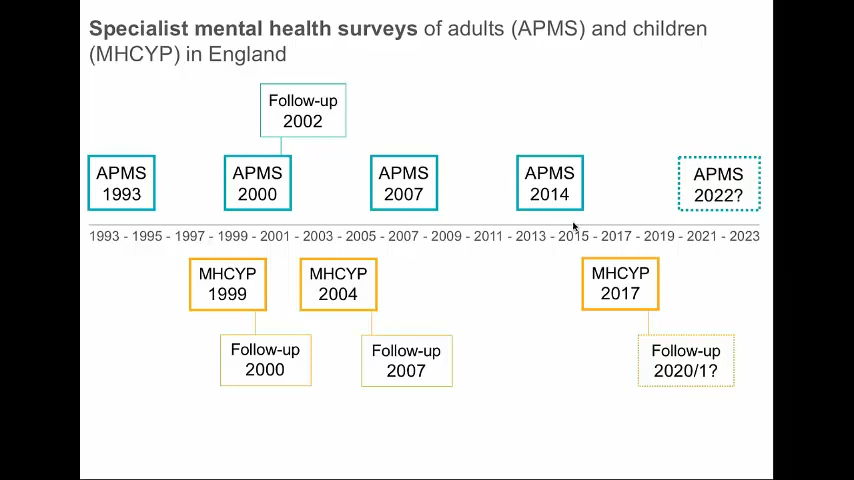 Specialist mental health surveys of adults (APMS) and children
(MHCYP) in England
Follow-up
2002
APMS
1993
APMS
2000
APMS
2007
APMS
2014
APMS
2022?
1993 - 1995 - 1997 - 1999 - 2001 - 2003 - 2005 - 2007 - 2009 - 2011 - 2013 - 2015 - 2017 - 2019 - 2021 - 2023
MHCYP
1999
MHCYP
2004
MHCYP
2017
Follow-up
2000
Follow-up
2007
Follow-up
2020/1?